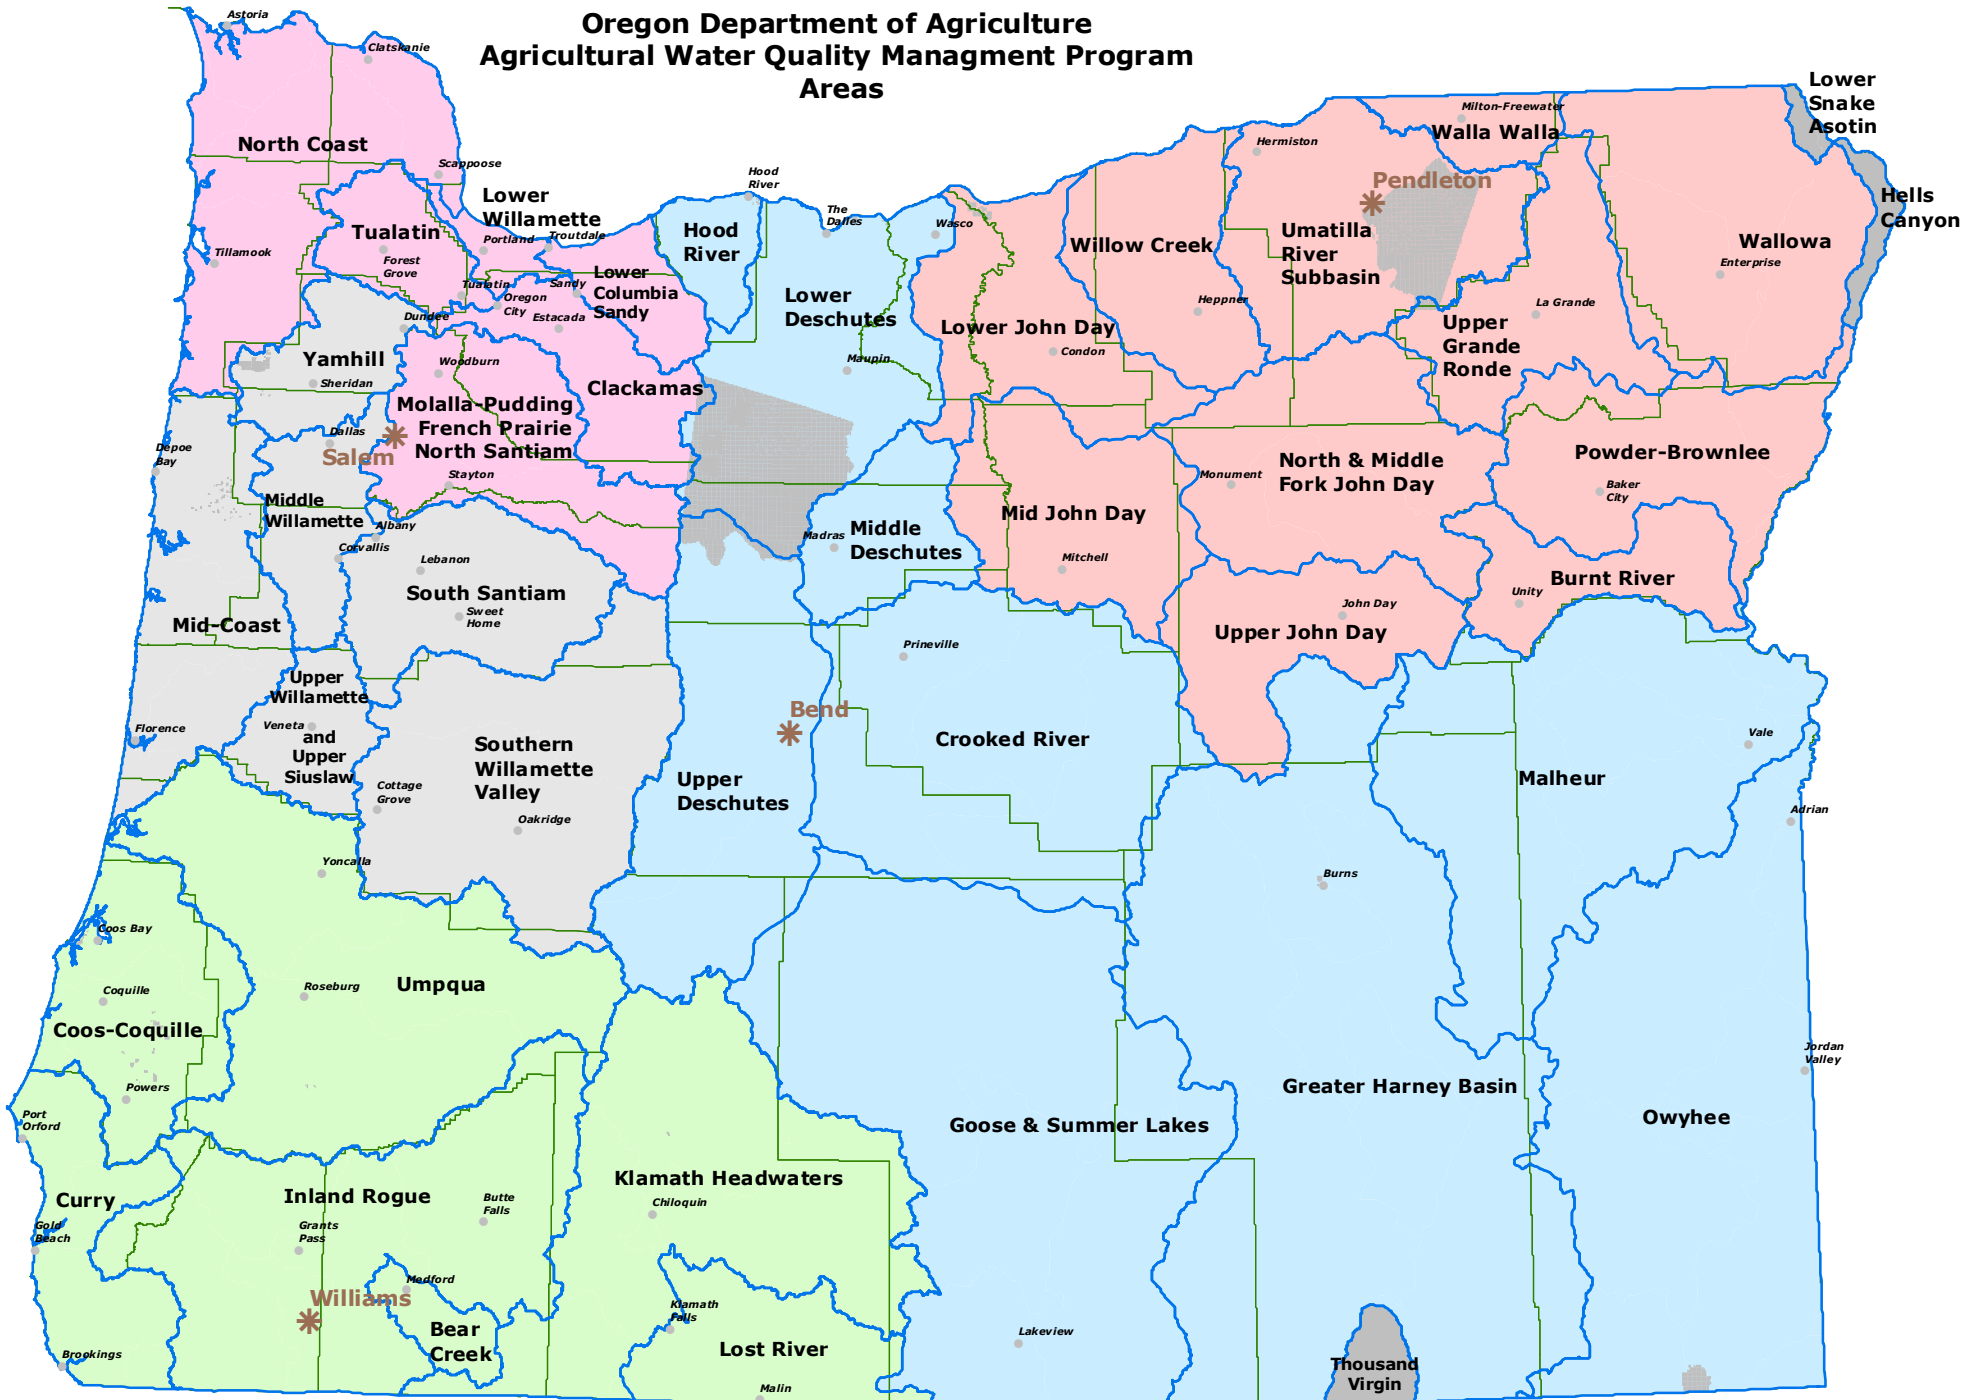 Oregon Department of Agriculture
Agricultural Water Quality Managment Program
Areas
Astoria
Clatskanie
North Coast
Scappoose
Lower
Willamette
Tualatin
Forest
Grove
Portland
Troutdale
Tillamook
Tualatin
Oregon
City
Sandy
Lower
Columbia
Sandy
Estacada
Dundee
Hood
River
Hood
River
The
Dalles
Wasco
Lower
Deschutes
Maupin
Lower John Day
Condon
Willow Creek
Heppner
Hermiston
Milton-Freewater
Walla Walla
Pendleton
Umatilla
River
Subbasin
Lower
Snake
Asotin
Hells
Canyon
Wallowa
Enterprise
La Grande
Upper
Grande
Ronde
Yamhill
Sheridan
Woodburn
Clackamas
Molalla-Pudding
French Prairie
North Santiam
Dallas
Salem
Stayton
Depoe
Bay
Middle
Willamette
Albany
Corvallis
Lebanon
South Santiam
Sweet
Home
Mid-Coast
Madras
Middle
Deschutes
Mid John Day
Mitchell
Monument
North & Middle
Fork John Day
Powder-Brownlee
Baker
City
Burnt River
Unity
John Day
Upper John Day
Prineville
Upper
Willamette
Veneta
and
Upper
Siuslaw
Florence
Southern
Willamette
Valley
Cottage
Grove
Oakridge
Bend
Upper
Deschutes
Crooked River
Malheur
Vale
Adrian
Yoncalla
Burns
Coos Bay
Coquille
Coos-Coquille
Powers
Roseburg
Umpqua
Port
Orford
Jordan
Valley
Greater Harney Basin
Owyhee
Goose & Summer Lakes
Klamath Headwaters
Chiloquin
Curry
Gold
Beach
Inland Rogue
Grants
Pass
Butte
Falls
Medford
Williams
Bear
Creek
Brookings
Klamath
Falls
Lost River
Malin
Lakeview
Thousand
Virgin